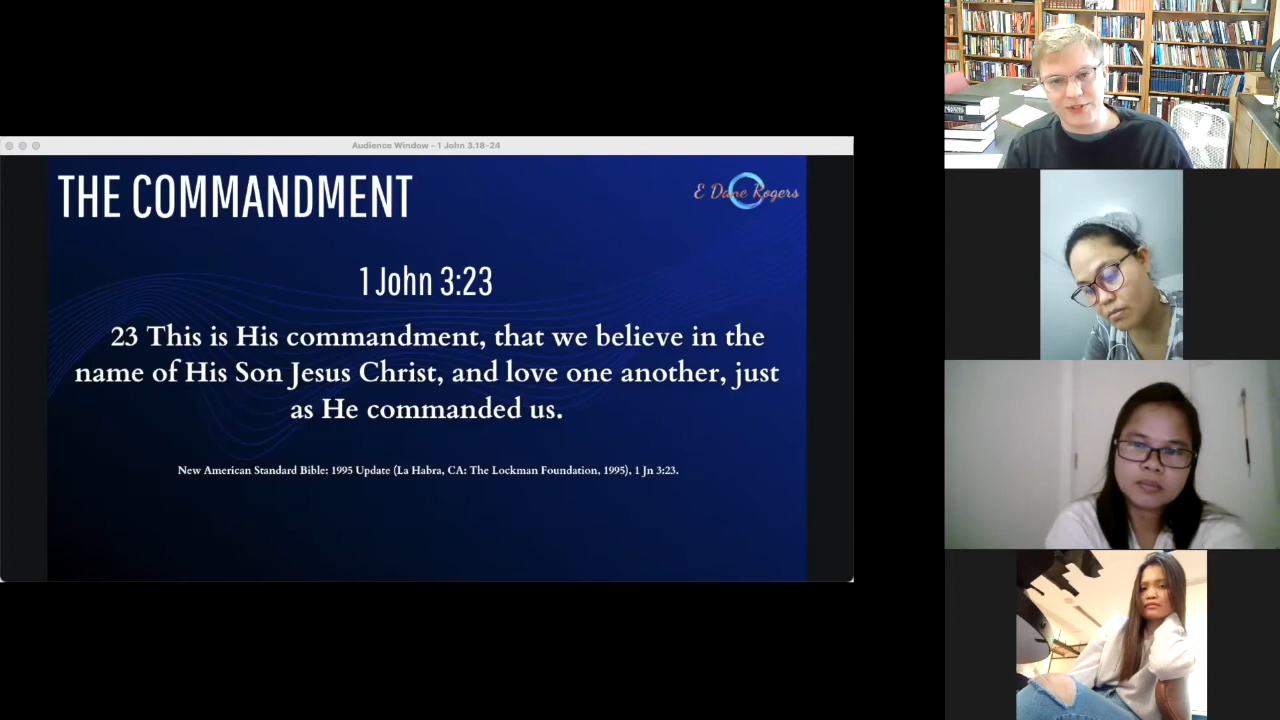 Audience Window - 1 John 3.18-24
THE COMMANDMENT
E Dane Rogers
1 John 3:23
23 This is His commandment, that we believe in the
name of His Son Jesus Christ, and love one another, just
as He commanded us.
New American Standard Bible: 1995 Update (La Habra, CA: The Lockman Foundation, 1995), 1 Jn 3:23.